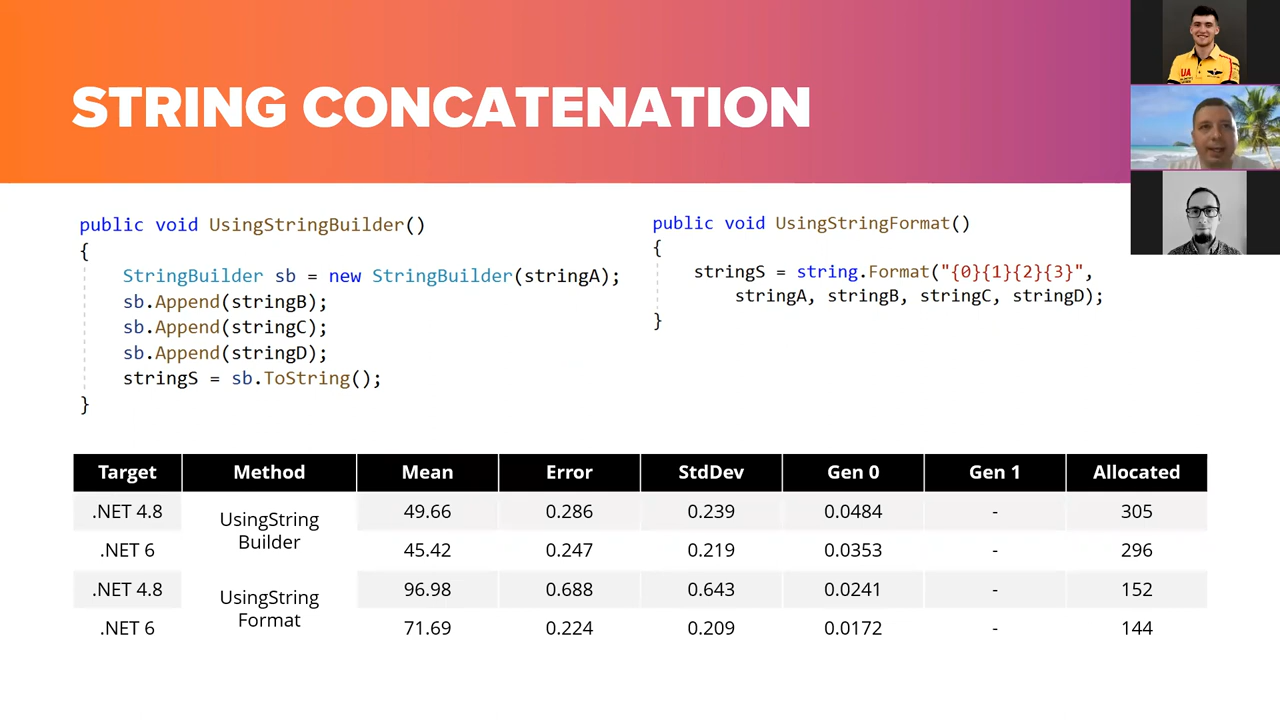 STRING CONCATENATION
UA
public void UsingStringBuilder()
{
StringBuilder sb = new StringBuilder(stringA);
sb.Append(stringB);
sb.Append(stringC);
sb.Append(stringD);
stringS = sb.ToString();
}
public void UsingStringFormat()
{
stringS = string.Format("{0}{1}{2}{3}",
stringA, stringB, stringC, stringD);
}
Target Method Mean Error StdDev Gen 0 Gen 1 Allocated
.NET 4.8 UsingString Builder 49.66 0.286 0.239 0.0484 - 305
.NET 6 45.42 0.247 0.219 0.0353 - 296
.NET 4.8 UsingString Format 96.98 0.688 0.643 0.0241 - 152
.NET 6 71.69 0.224 0.209 0.0172 - 144